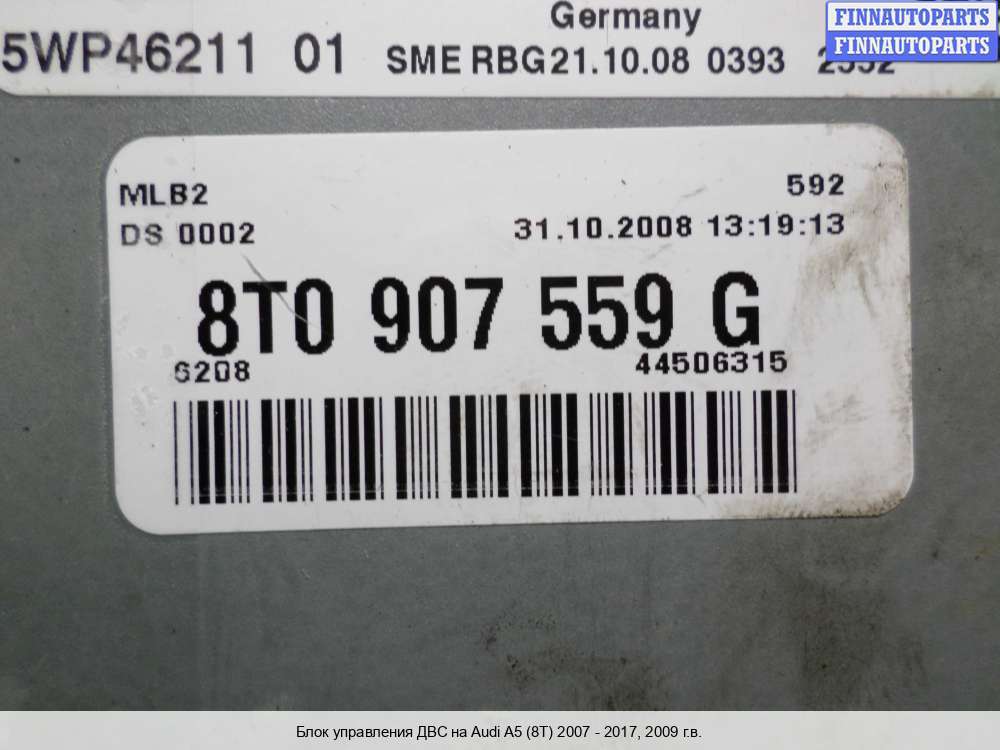 Germany
5WP46211 01 SME RBG21.10.08 0393
FINNAUTOPARTS
FINNAUTOPARTS
MLB2 592
DS 0002 31.10.2008 13:19:13
8T0 907 559 G
6208 44506315
Блок управления ДВС на Audi A5 (8T) 2007 - 2017, 2009 г.в.